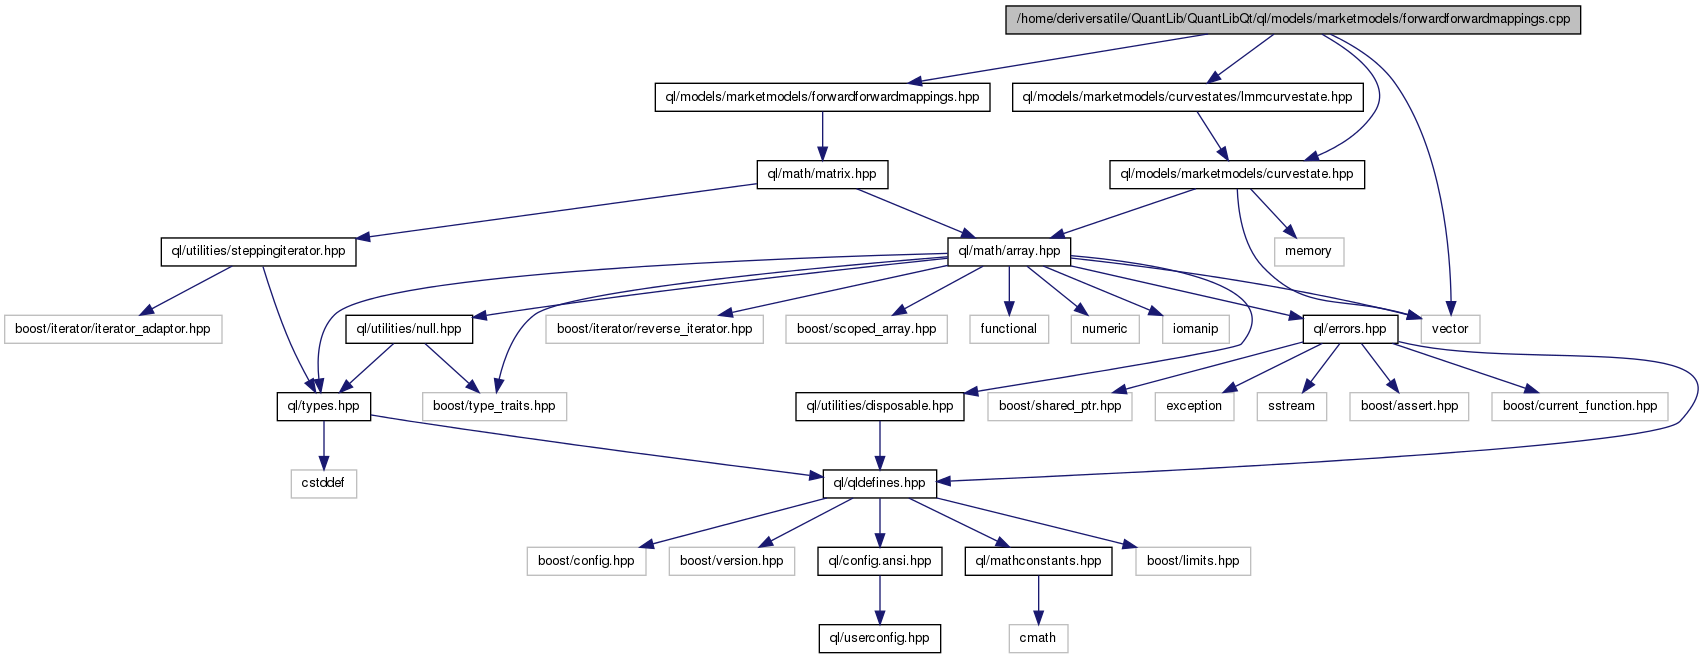 /home/deriversatile/QuantLib/QuantLibQt/ql/models/marketmodels/forwardforwardmappings.cpp
ql/models/marketmodels/forwardforwardmappings.hpp
ql/models/marketmodels/curvestates/lmmcurvestate.hpp
ql/math/matrix.hpp
ql/models/marketmodels/curvestate.hpp
ql/utilities/steppingiterator.hpp
ql/math/array.hpp
memory
boost/iterator/iterator_adaptor.hpp
ql/utilities/null.hpp
boost/iterator/reverse_iterator.hpp
boost/scoped_array.hpp
functional
numeric
iomanip
ql/errors.hpp
vector
ql/types.hpp
boost/type_traits.hpp
ql/utilities/disposable.hpp
boost/shared_ptr.hpp
exception
sstream
boost/assert.hpp
boost/current_function.hpp
cstddef
ql/qldefines.hpp
boost/config.hpp
boost/version.hpp
ql/config.ansi.hpp
ql/mathconstants.hpp
boost/limits.hpp
ql/userconfig.hpp
cmath